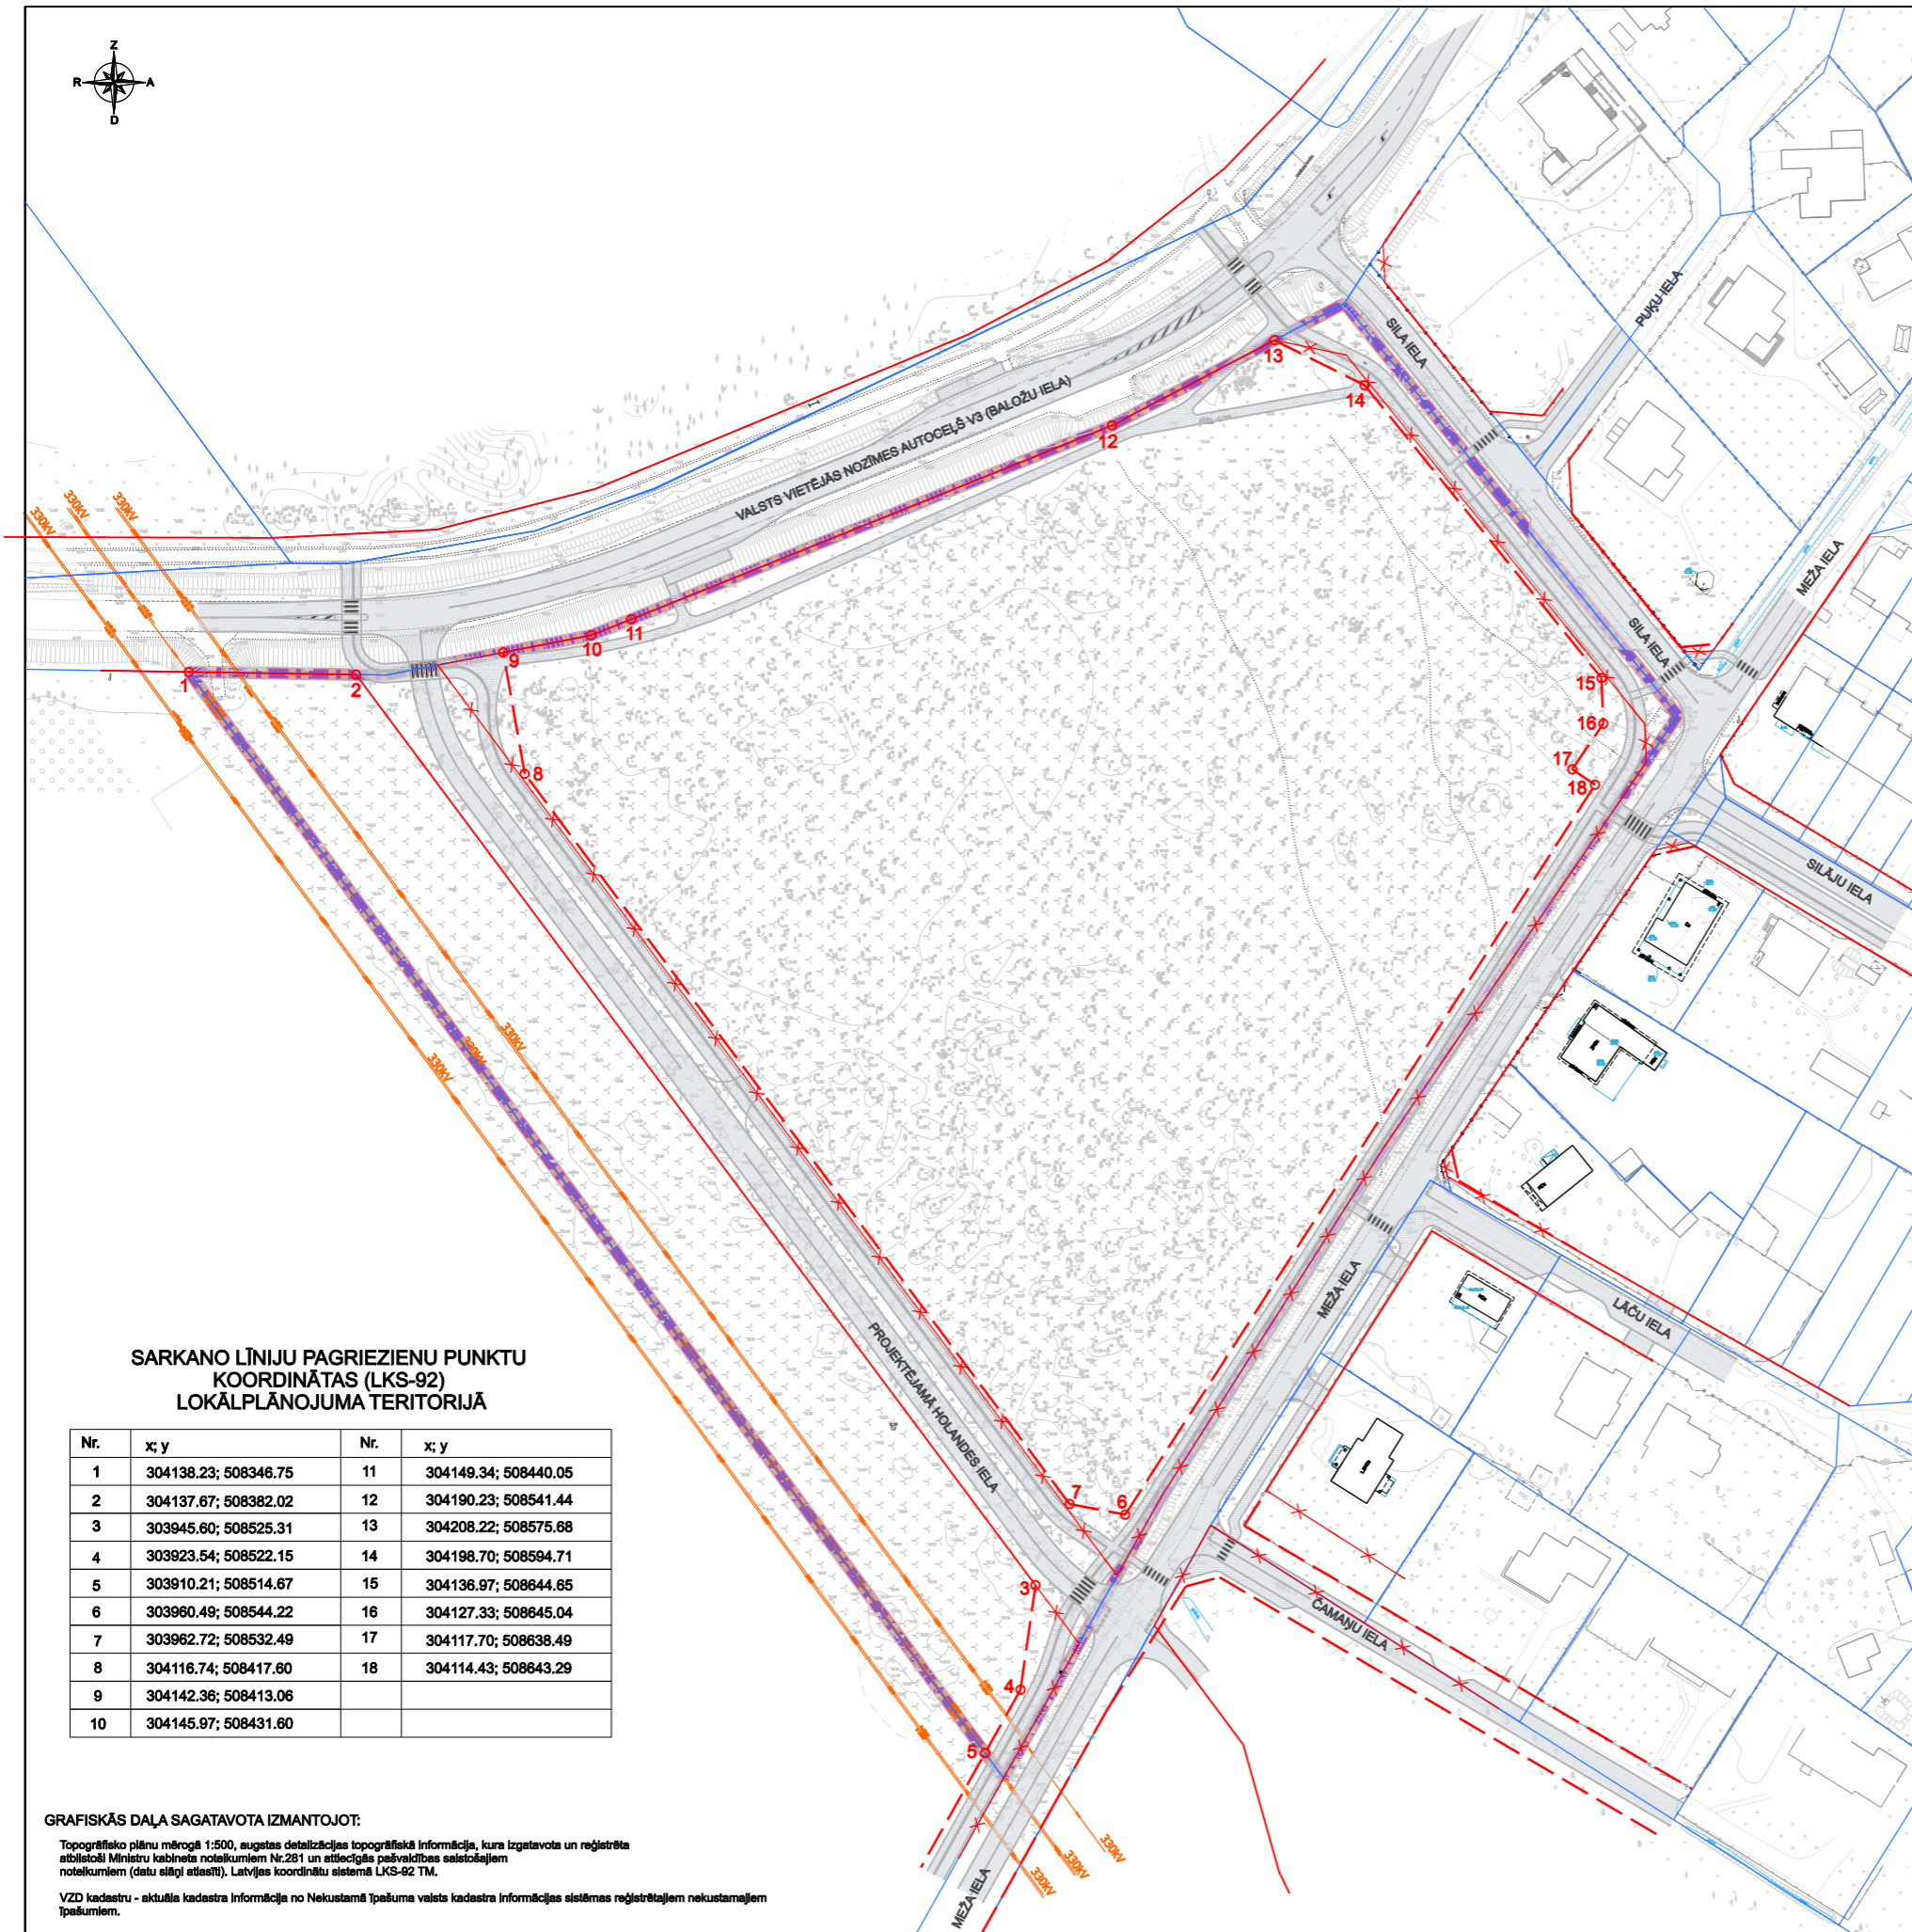 Z
R A
D
PUĶU IELA
SILA IELA
13
14
12
VALSTS VIETĒJĀS NOZĪMES AUTOCEĻŠ V3 (BALOŽU IELA)
330KV
330KV
330KV
MEŽA IELA
11
10
9
SILA IELA
1
2
15
16
17
18
8
SILĀJU IELA
330KV
330KV
330KV
MEŽA IELA
LĀČU IELA
PROJEKTĒJAMĀ HOLANDES IELA
7
6
3
ČAMAŅU IELA
4
5
330KV
330KV
330KV
MEŽA IELA
SARKANO LĪNIJU PAGRIEZIENU PUNKTU
KOORDINĀTAS (LKS-92)
LOKĀLPLĀNOJUMA TERITORIJĀ
Nr. x; y Nr. x; y
1 304138.23; 508346.75 11 304149.34; 508440.05
2 304137.67; 508382.02 12 304190.23; 508541.44
3 303945.60; 508525.31 13 304208.22; 508575.68
4 303923.54; 508522.15 14 304198.70; 508594.71
5 303910.21; 508514.67 15 304136.97; 508644.65
6 303960.49; 508544.22 16 304127.33; 508645.04
7 303962.72; 508532.49 17 304117.70; 508638.49
8 304116.74; 508417.60 18 304114.43; 508643.29
9 304142.36; 508413.06
10 304145.97; 508431.60
GRAFISKĀS DAĻA SAGATAVOTA IZMANTOJOT:
Topogrāfisko plānu mērogā 1:500, augstas detalizācijas topogrāfiskā informācija, kura izgatavota un reģistrēta
atbilstoši Ministru kabineta noteikumiem Nr.281 un attiecīgās pašvaldības saistošajiem
noteikumiem (datu slāņi atlasīti). Latvijas koordinātu sistemā LKS-92 TM.
VZD kadastru - aktuāla kadastra informācija no Nekustamā īpašuma valsts kadastra informācijas sistēmas reģistrētajiem nekustamajiem
īpašumiem.